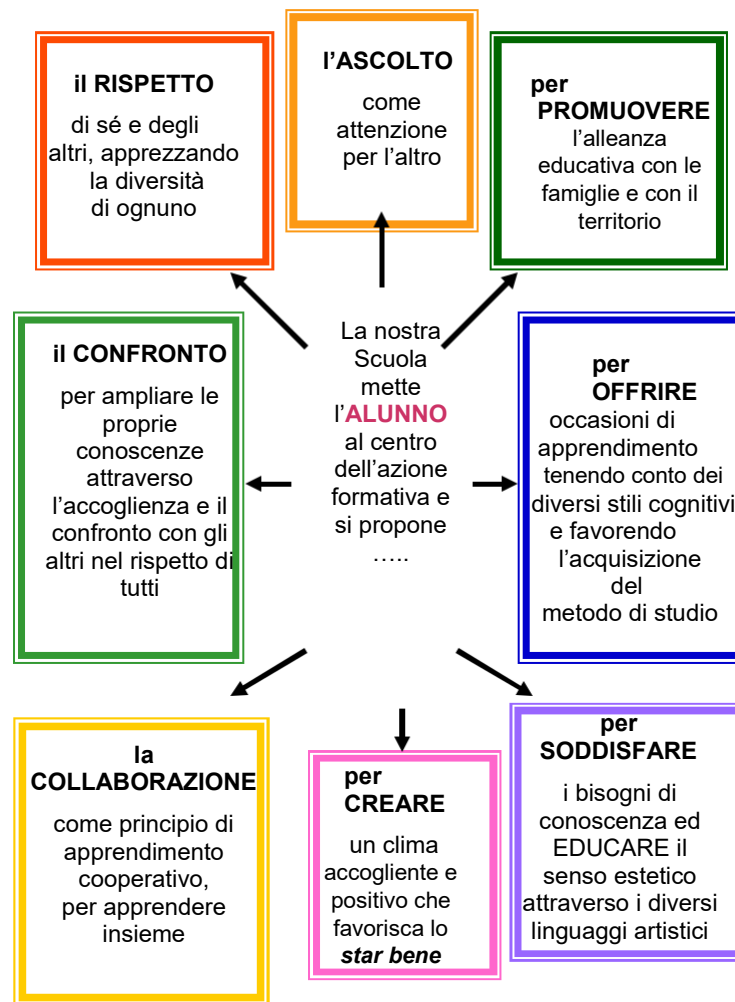 il RISPETTO
di sé e degli
altri, apprezzando
la diversità
di ognuno
l'ASCOLTO
come
attenzione
per l'altro
per
PROMUOVERE
l'alleanza
educativa con le
famiglie e con il
territorio
il CONFRONTO
per ampliare le
proprie
conoscenze
attraverso
l'accoglienza e il
confronto con gli
altri nel rispetto di
tutti
La nostra
Scuola
mette
l'ALUNNO
al centro
dell'azione
formativa e
si propone
…..
per
OFFRIRE
occasioni di
apprendimento
tenendo conto dei
diversi stili cognitivi
e favorendo
l'acquisizione
del
metodo di studio
la
COLLABORAZIONE
come principio di
apprendimento
cooperativo,
per apprendere
insieme
per
CREARE
un clima
accogliente e
positivo che
favorisca lo
star bene
per
SODDISFARE
i bisogni di
conoscenza ed
EDUCARE il
senso estetico
attraverso i diversi
linguaggi artistici